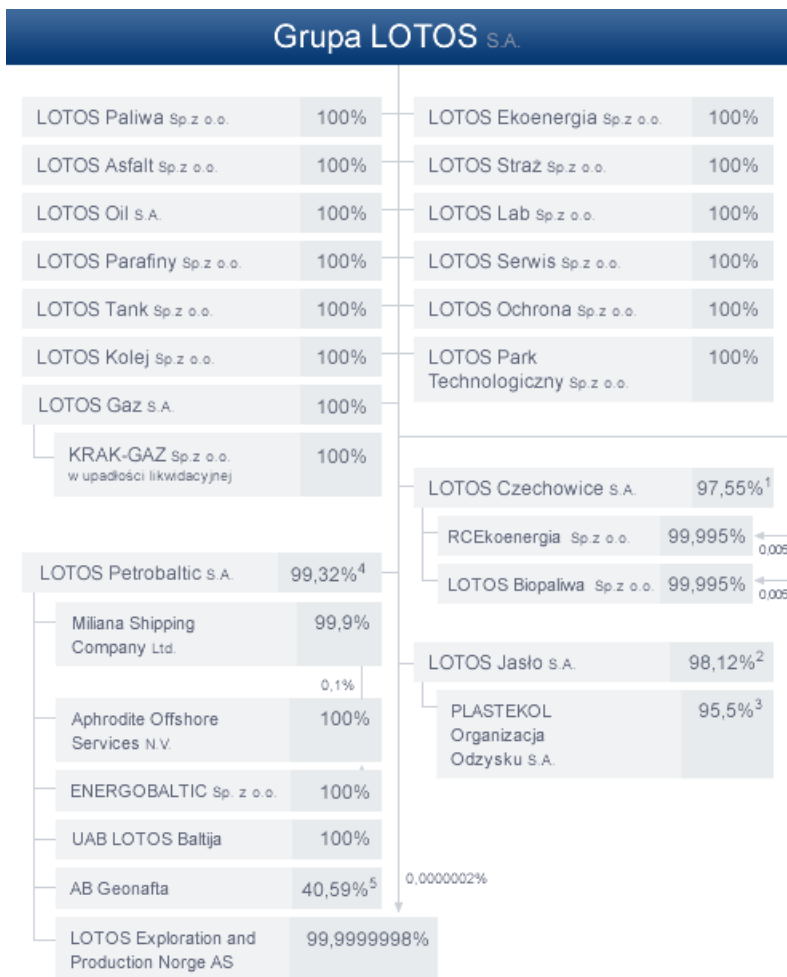 Grupa LOTOS S.A.
LOTOS Paliwa Sp.z o.o. 100%
LOTOS Asfalt Sp.z o.o. 100%
LOTOS Oil S.A. 100%
LOTOS Parafiny Sp.z o.o. 100%
LOTOS Tank Sp.z o.o. 100%
LOTOS Kolej Sp.z o.o. 100%
LOTOS Gaz S.A. 100%
KRAK-GAZ Sp.z o.o. 100%
w upadłości likwidacyjnej
LOTOS Petrobaltic S.A. 99,32%4
Miliana Shipping 99,9%
Company Ltd.
0,1%
Aphrodite Offshore 100%
Services N.V.
ENERGOBALTIC Sp. z o.o. 100%
UAB LOTOS Baltija 100%
AB Geonafta 40,59%5
LOTOS Exploration and 99,9999998%
Production Norge AS
0,0000002%
LOTOS Ekoenergia Sp.z o.o. 100%
LOTOS Straż Sp.z o.o. 100%
LOTOS Lab Sp.z o.o. 100%
LOTOS Serwis Sp.z o.o. 100%
LOTOS Ochrona Sp.z o.o. 100%
LOTOS Park 100%
Technologiczny Sp.z o.o.
LOTOS Czechowice S.A. 97,55%1
RCEkoenergia Sp.z o.o. 99,995%
0,005
LOTOS Biopaliwa Sp.z o.o. 99,995%
0,005
LOTOS Jasło S.A. 98,12%2
PLASTEKOL 95,5%3
Organizacja
Odzysku S.A.